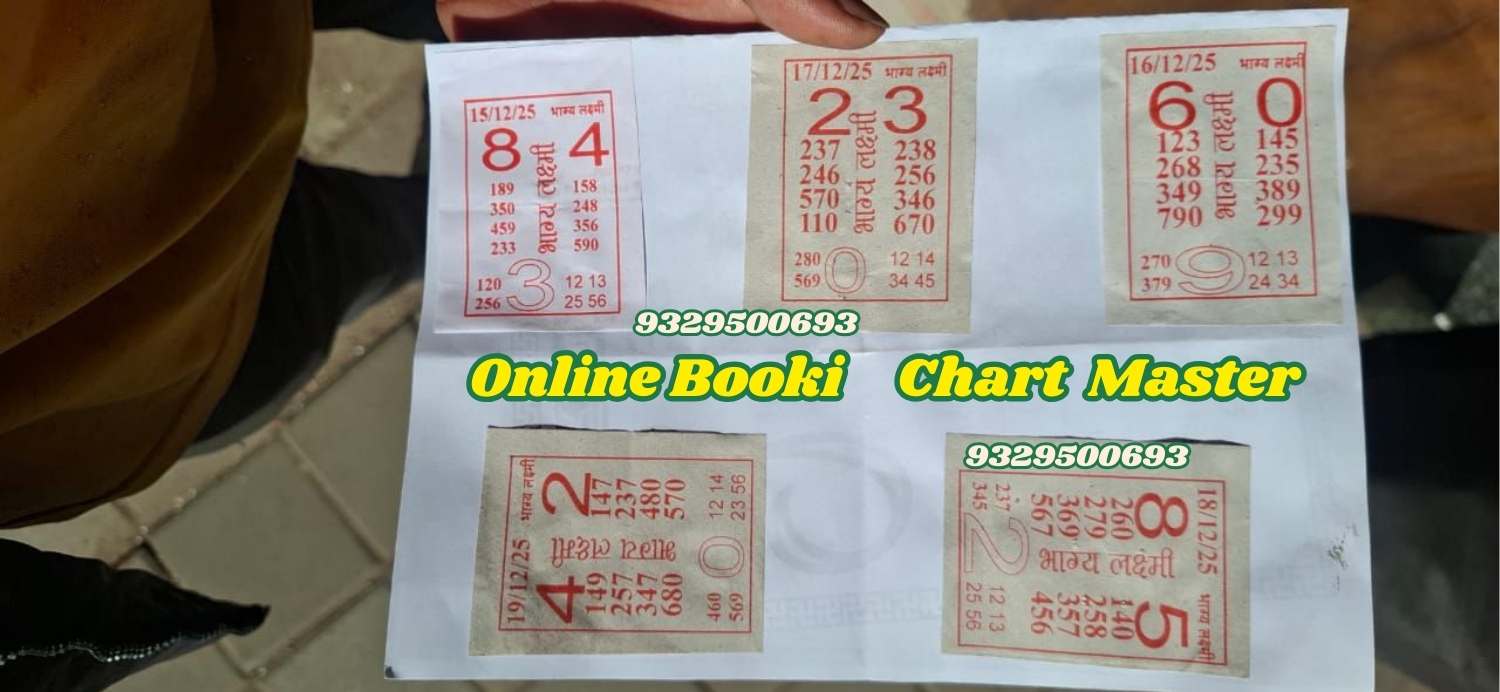 15/12/25 भाग्य लक्ष्मी
8 4
भाग्य लक्ष्मी
189 158
350 248
459 356
233 590
120 3 12 13
256 25 56
17/12/25 भाग्य लक्ष्मी
2 3
भाग्य लक्ष्मी
237 238
246 256
570 346
110 670
280 0 12 14
569 34 45
16/12/25 भाग्य लक्ष्मी
6 0
भाग्य लक्ष्मी
123 145
268 235
349 389
790 299
270 9 12 13
379 24 34
9329500693
Online Booki Chart Master
9329500693
19/12/25 भाग्य लक्ष्मी
4 2
भाग्य लक्ष्मी
149 147
257 237
347 480
680 570
460 0 12 14
569 23 56
18/12/25 भाग्य लक्ष्मी
8 5
भाग्य लक्ष्मी
260 140
279 258
369 357
567 456
237 2 12 13
345 25 56